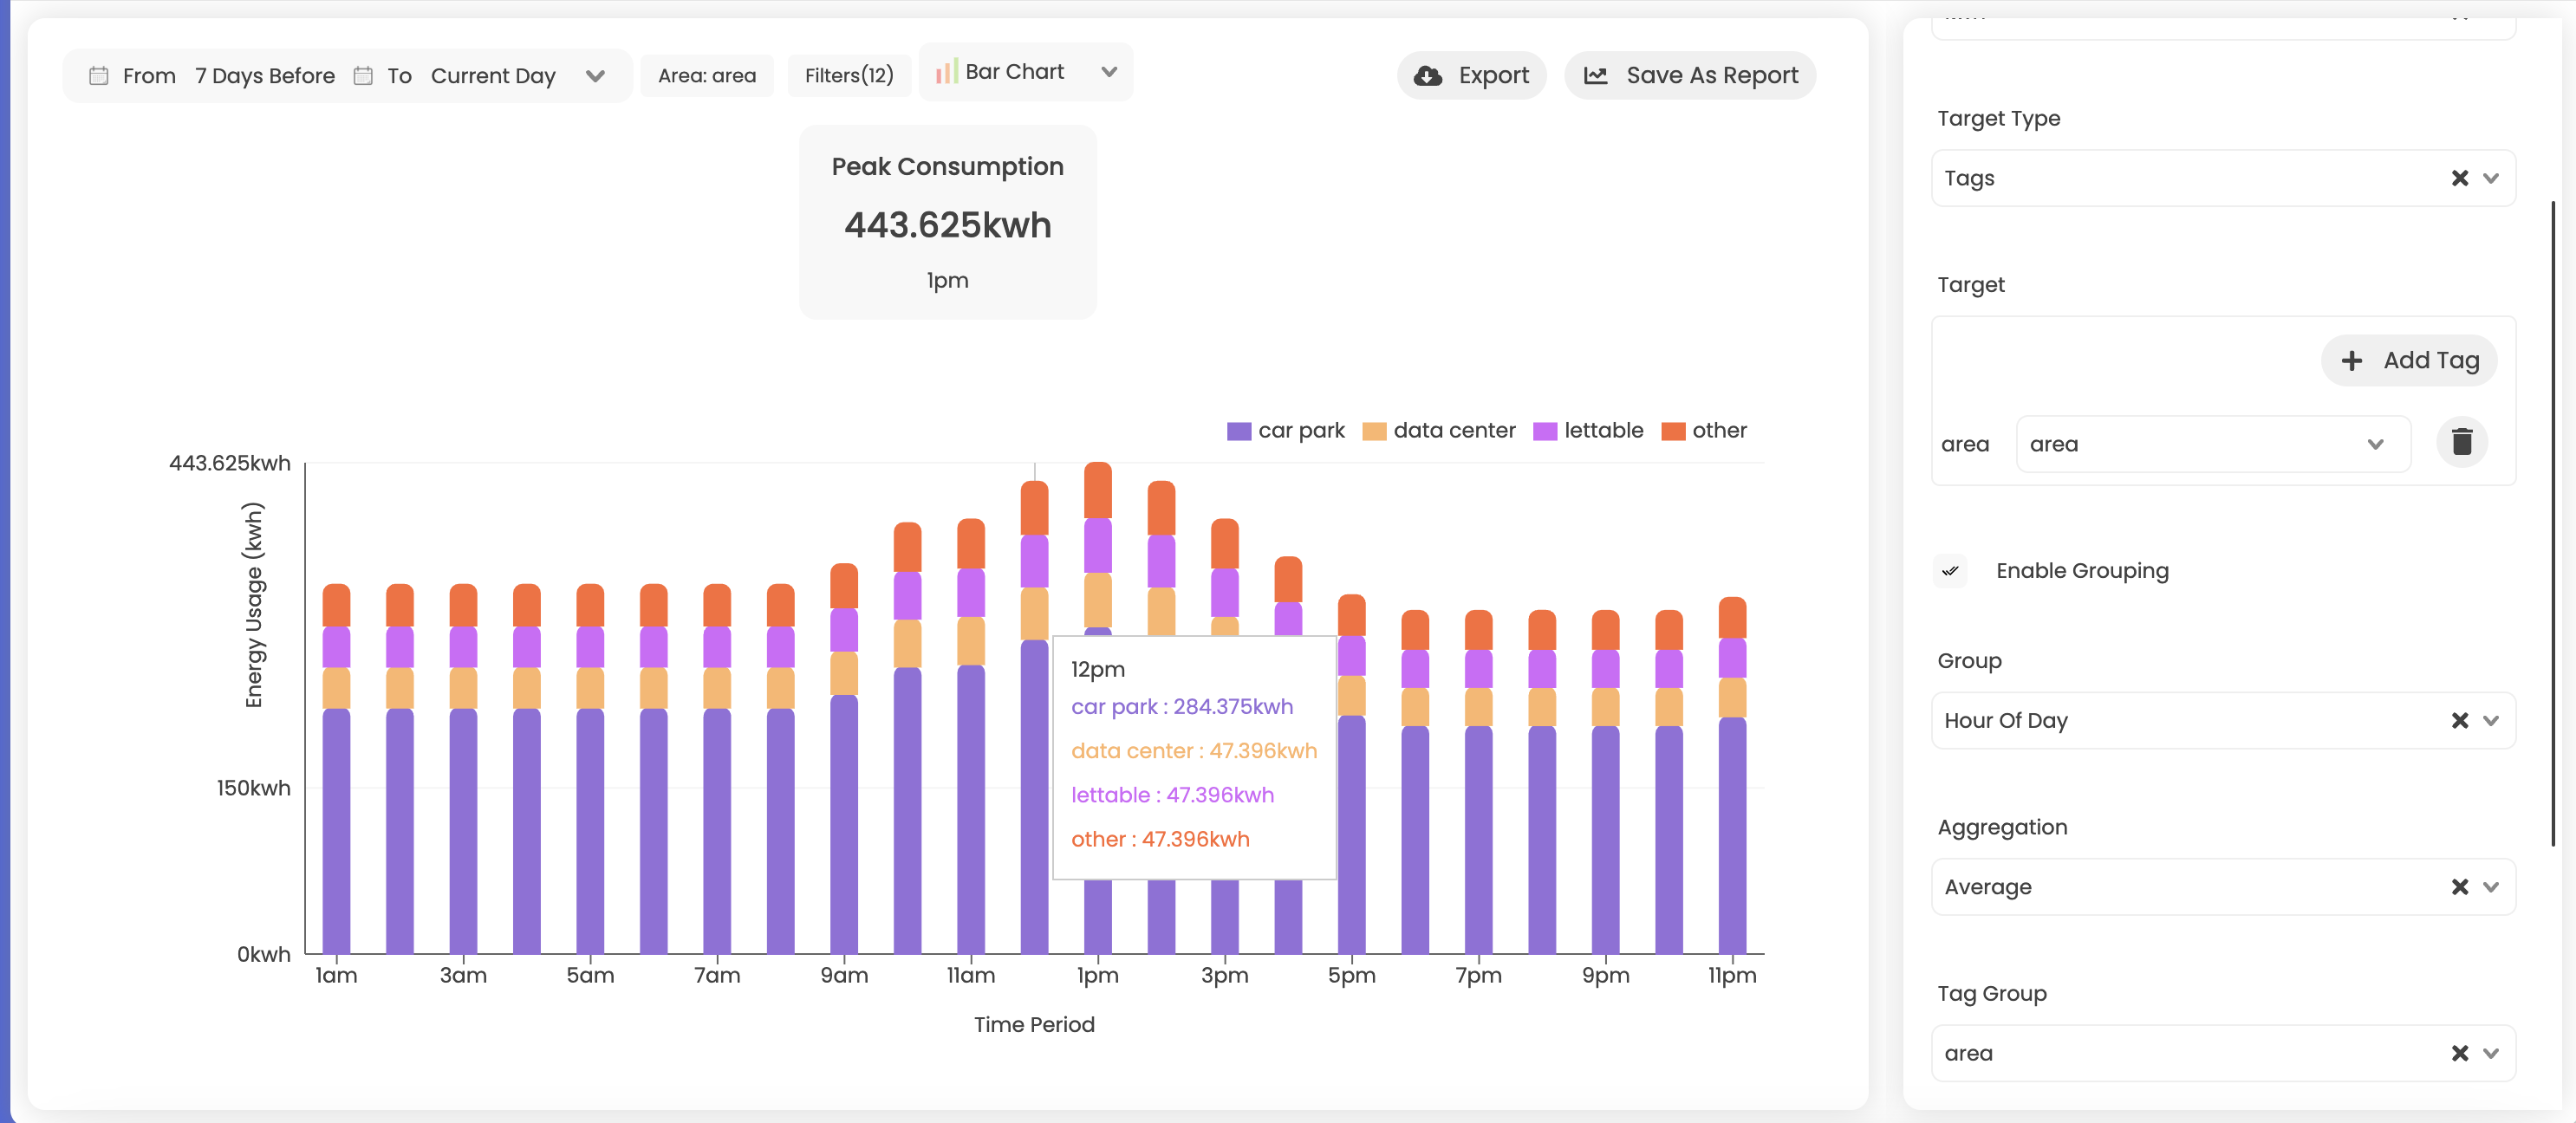 From 7 Days Before To Current Day
Area: area
Filters(12)
Bar Chart
Export
Save As Report
Peak Consumption
443.625kwh
1pm
car park data center lettable other
443.625kwh
150kwh
0kwh
Energy Usage (kwh)
12pm
car park : 284.375kwh
data center : 47.396kwh
lettable : 47.396kwh
other : 47.396kwh
1am 3am 5am 7am 9am 11am 1pm 3pm 5pm 7pm 9pm 11pm
Time Period
Target Type
Tags
Target
Add Tag
area area
Enable Grouping
Group
Hour Of Day
Aggregation
Average
Tag Group
area